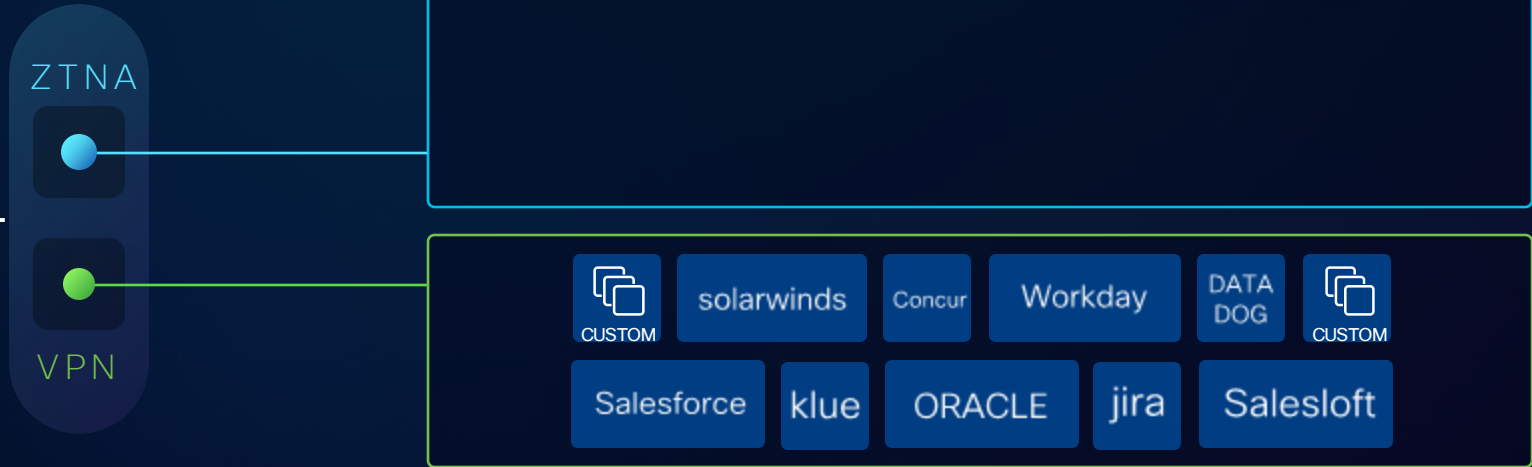 ZTNA
VPN
CUSTOM
solarwinds
Concur
Workday
DATA
DOG
CUSTOM
Salesforce
klue
ORACLE
jira
Salesloft